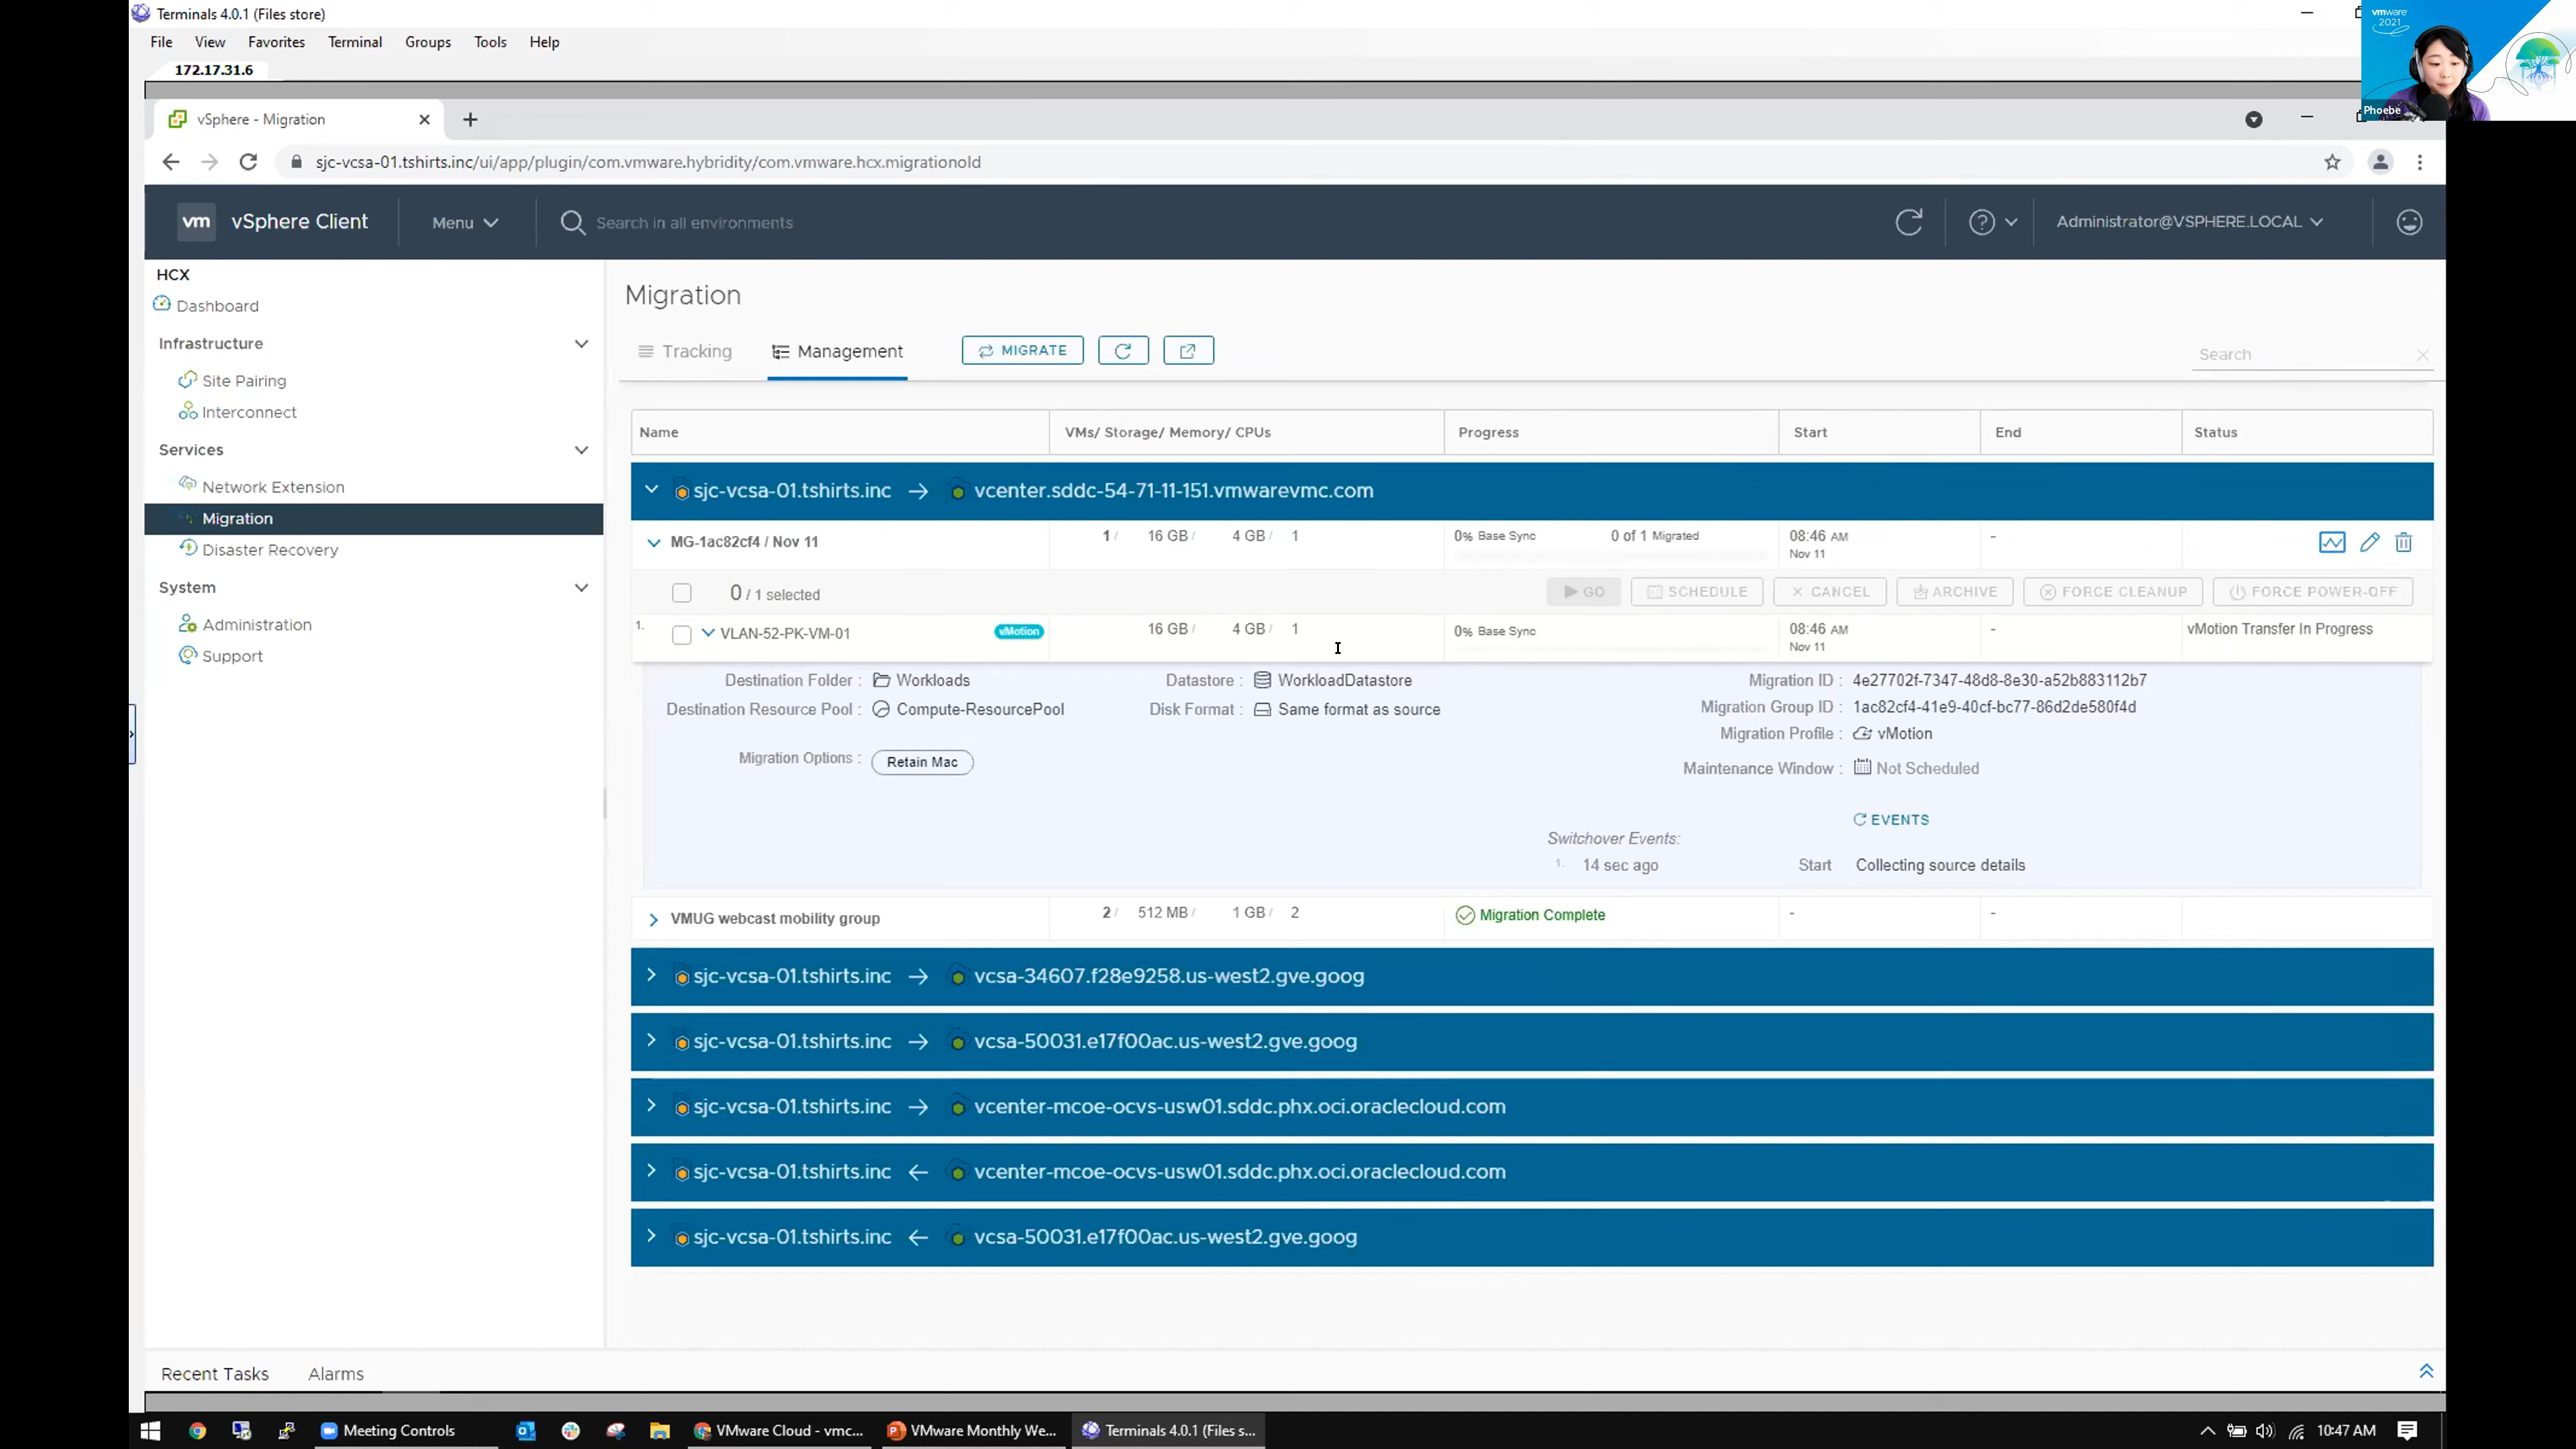 Terminals 4.0.1 (Files store)
File View Favorites Terminal Groups Tools Help
172.17.31.6
vmware
2021
Phoebe
vSphere - Migration
sjc-vcsa-01.tshirts.inc/ui/app/plugin/com.vmware.hybridity/com.vmware.hcx.migrationold
vm vSphere Client Menu Search in all environments Administrator@VSPHERE.LOCAL
HCX
Dashboard
Infrastructure
Site Pairing
Interconnect
Services
Network Extension
Migration
Disaster Recovery
System
Administration
Support
Migration
Tracking Management MIGRATE Search
Name VMs/ Storage/ Memory/ CPUs Progress Start End Status
sjc-vcsa-01.tshirts.inc → vcenter.sddc-54-71-11-151.vmwarevmc.com
MG-1ac82cf4 / Nov 11 1 / 16 GB / 4 GB / 1 0% Base Sync 0 of 1 Migrated 08:46 AM -
Nov 11
0 / 1 selected GO SCHEDULE CANCEL ARCHIVE FORCE CLEANUP FORCE POWER-OFF
1. VLAN-52-PK-VM-01 vMotion 16 GB / 4 GB / 1 0% Base Sync 08:46 AM - vMotion Transfer In Progress
Nov 11
Destination Folder : Workloads Datastore : WorkloadDatastore Migration ID : 4e27702f-7347-48d8-8e30-a52b883112b7
Destination Resource Pool : Compute-ResourcePool Disk Format : Same format as source Migration Group ID : 1ac82cf4-41e9-40cf-bc77-86d2de580f4d
Migration Profile : vMotion
Migration Options : Retain Mac Maintenance Window : Not Scheduled
EVENTS
Switchover Events:
1. 14 sec ago Start Collecting source details
VMUG webcast mobility group 2 / 512 MB / 1 GB / 2 Migration Complete - -
sjc-vcsa-01.tshirts.inc → vcsa-34607.f28e9258.us-west2.gve.goog
sjc-vcsa-01.tshirts.inc → vcsa-50031.e17f00ac.us-west2.gve.goog
sjc-vcsa-01.tshirts.inc → vcenter-mcoe-ocvs-usw01.sddc.phx.oci.oraclecloud.com
sjc-vcsa-01.tshirts.inc ← vcenter-mcoe-ocvs-usw01.sddc.phx.oci.oraclecloud.com
sjc-vcsa-01.tshirts.inc ← vcsa-50031.e17f00ac.us-west2.gve.goog
Recent Tasks Alarms
Meeting Controls VMware Cloud - vmc... VMware Monthly We... Terminals 4.0.1 (Files s... 10:47 AM